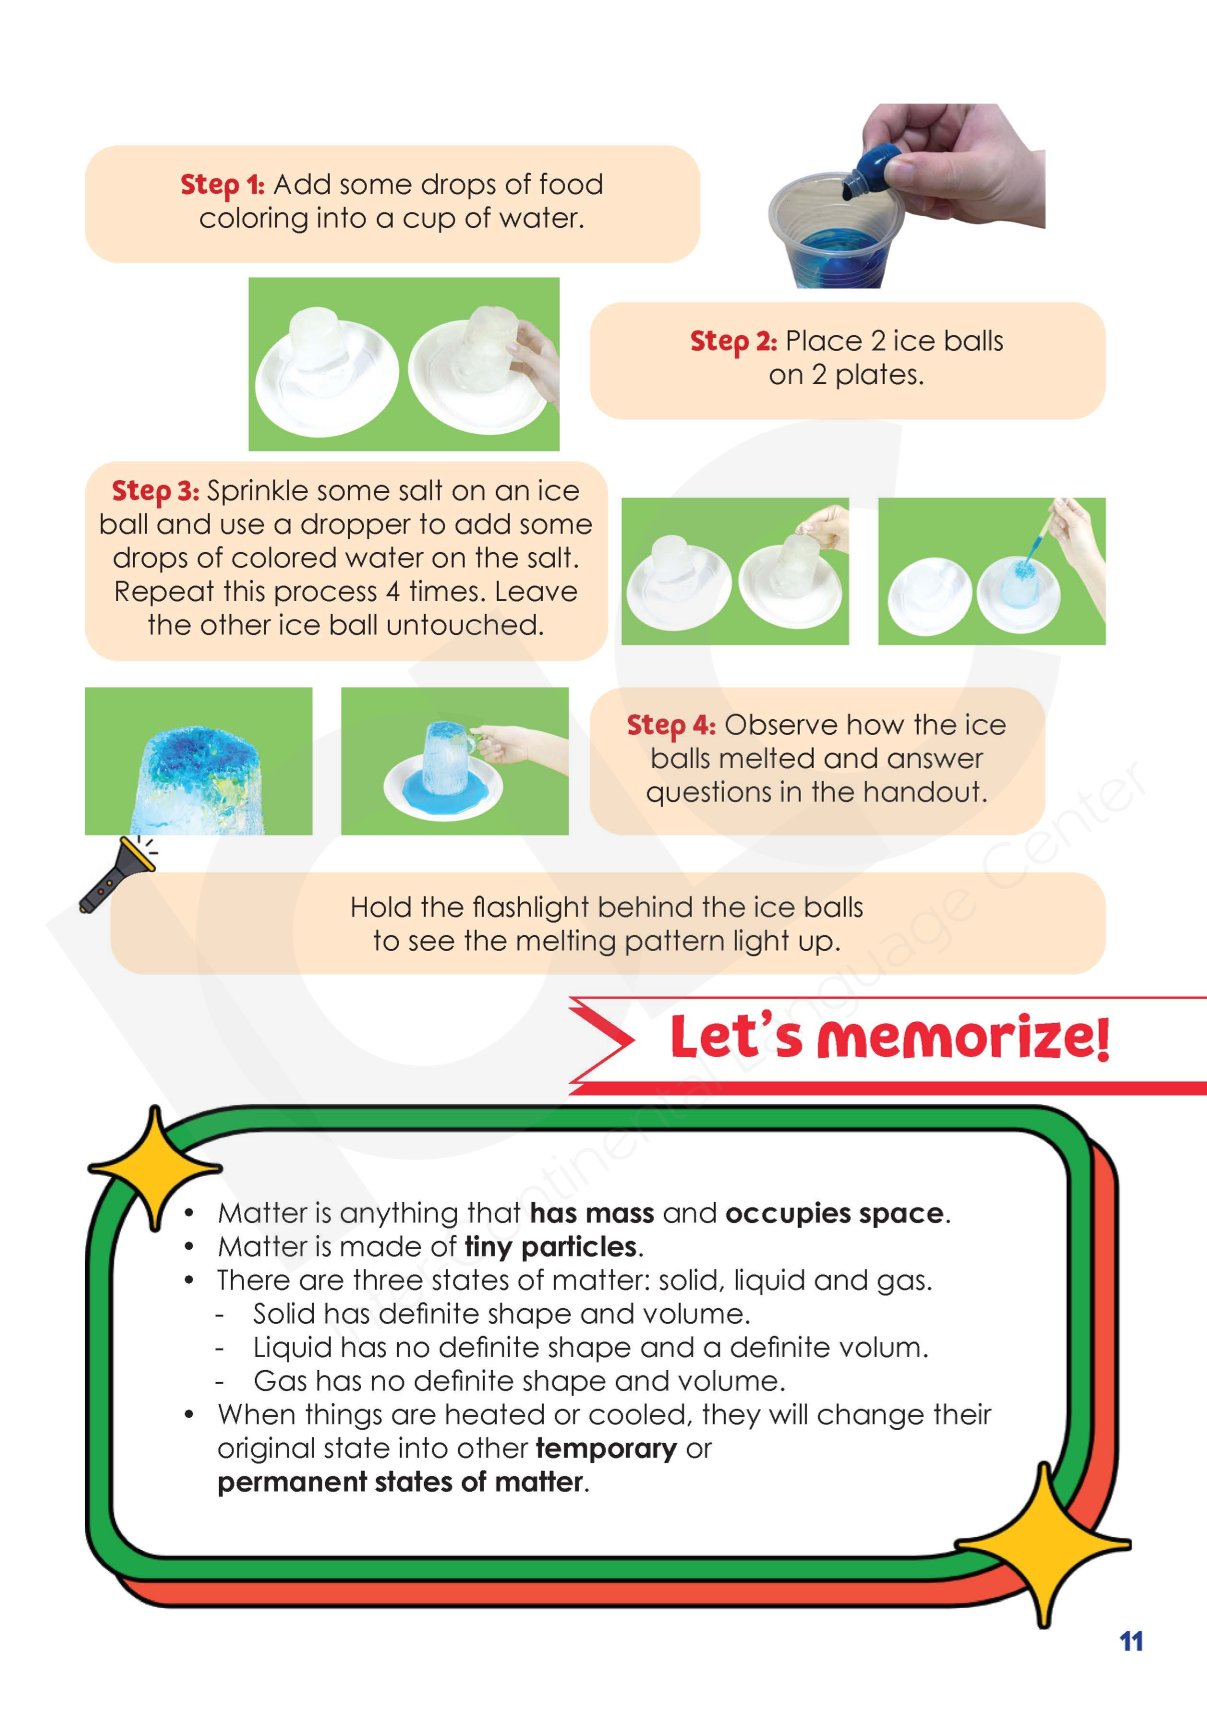 Step 1: Add some drops of food
coloring into a cup of water.
Step 2: Place 2 ice balls
on 2 plates.
Step 3: Sprinkle some salt on an ice
ball and use a dropper to add some
drops of colored water on the salt.
Repeat this process 4 times. Leave
the other ice ball untouched.
Step 4: Observe how the ice
balls melted and answer
questions in the handout.
Hold the flashlight behind the ice balls
to see the melting pattern light up.
Let's memorize!
• Matter is anything that has mass and occupies space.
• Matter is made of tiny particles.
• There are three states of matter: solid, liquid and gas.
- Solid has definite shape and volume.
- Liquid has no definite shape and a definite volum.
- Gas has no definite shape and volume.
• When things are heated or cooled, they will change their
original state into other temporary or
permanent states of matter.
11